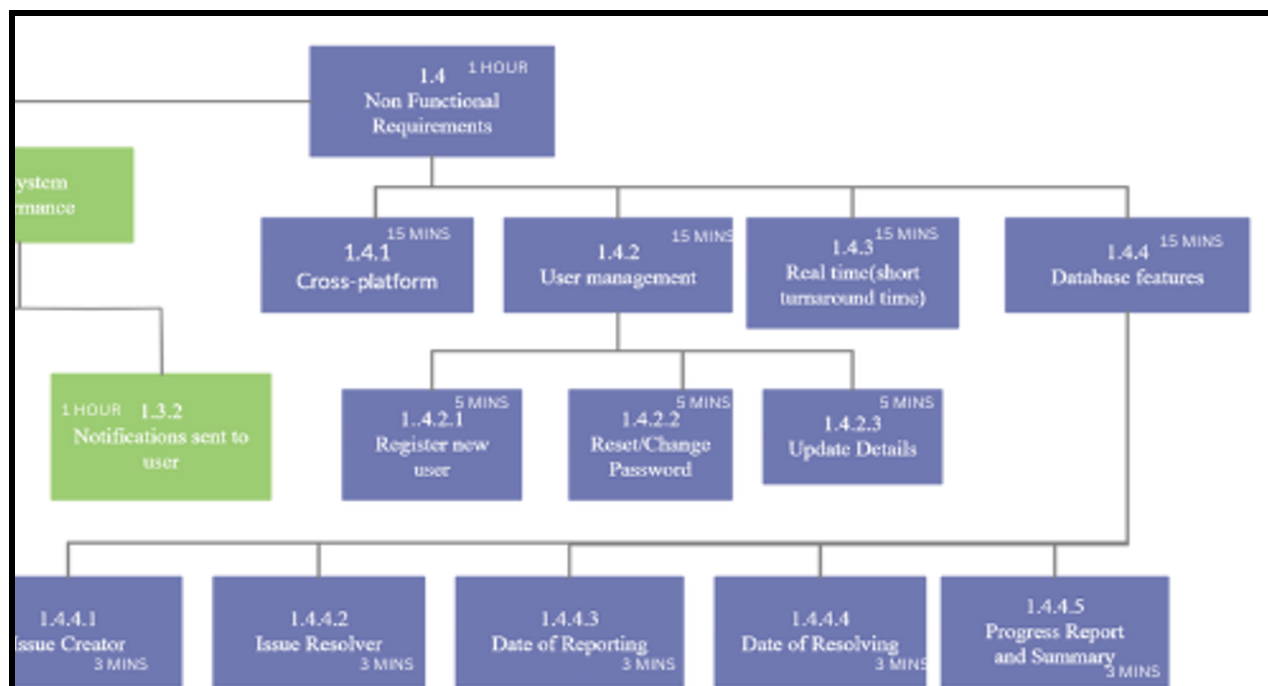 1.4 1 HOUR
Non Functional
Requirements
ystem
rmance
15 MINS
1.4.1
Cross-platform
15 MINS
1.4.2
User management
15 MINS
1.4.3
Real time(short
turnaround time)
15 MINS
1.4.4
Database features
1 HOUR 1.3.2
Notifications sent to
user
5 MINS
1..4.2.1
Register new
user
5 MINS
1.4.2.2
Reset/Change
Password
5 MINS
1.4.2.3
Update Details
1.4.4.1
Issue Creator
3 MINS
1.4.4.2
Issue Resolver
3 MINS
1.4.4.3
Date of Reporting
3 MINS
1.4.4.4
Date of Resolving
3 MINS
1.4.4.5
Progress Report
and Summary
3 MINS